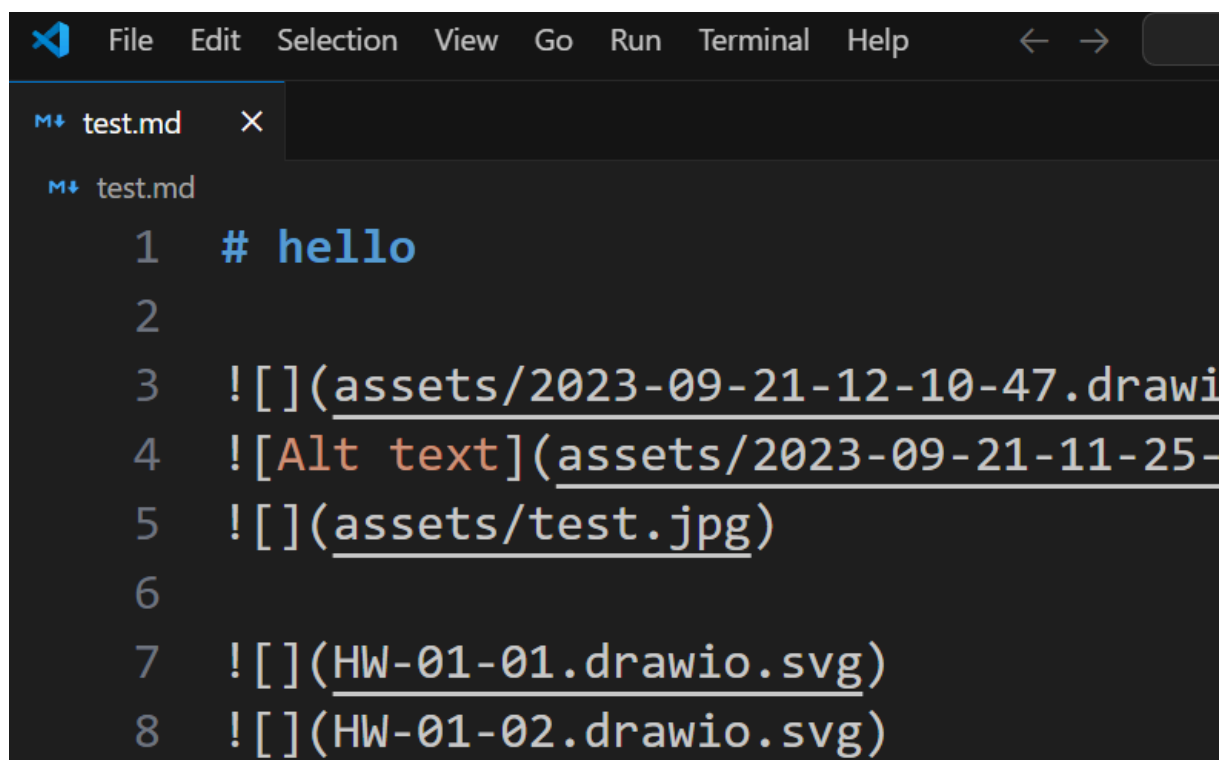 File Edit Selection View Go Run Terminal Help
test.md
test.md
1 # hello
2
3 ![](assets/2023-09-21-12-10-47.drawi
4 ![Alt text](assets/2023-09-21-11-25-
5 ![](assets/test.jpg)
6
7 ![](HW-01-01.drawio.svg)
8 ![](HW-01-02.drawio.svg)